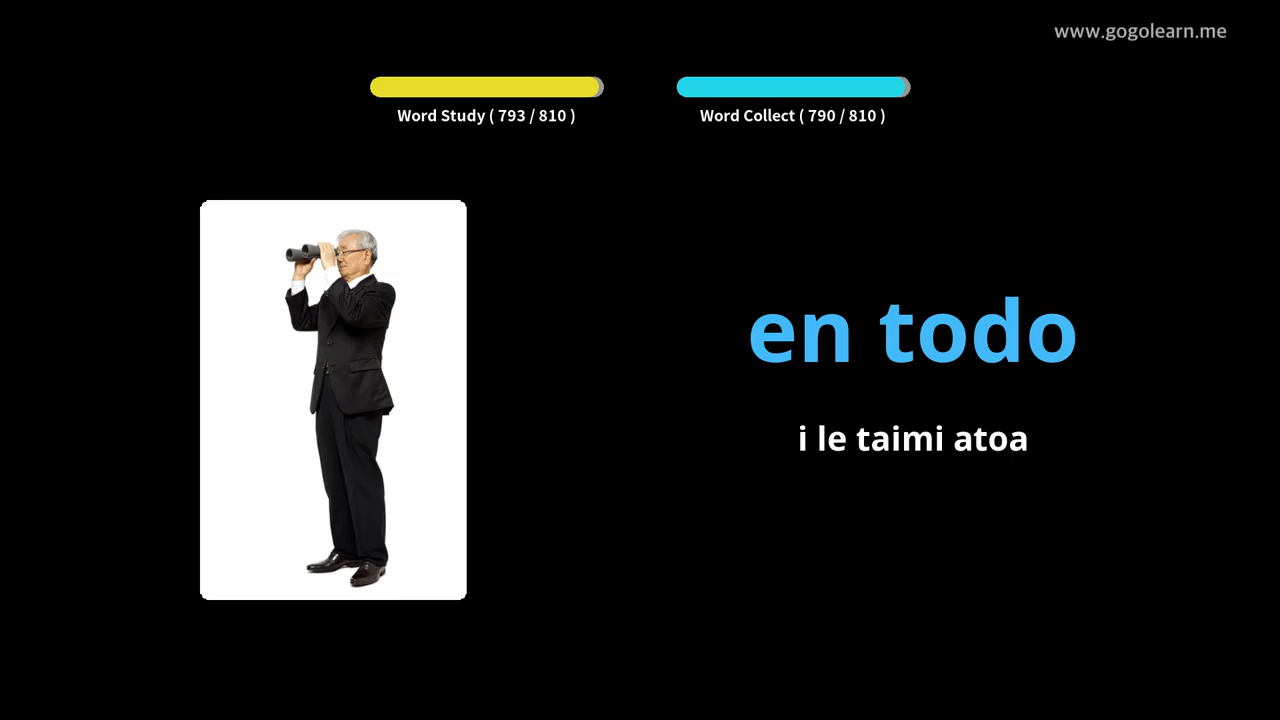 www.gogolearn.me
Word Study ( 793 / 810 )
Word Collect ( 790 / 810 )
en todo
i le taimi atoa